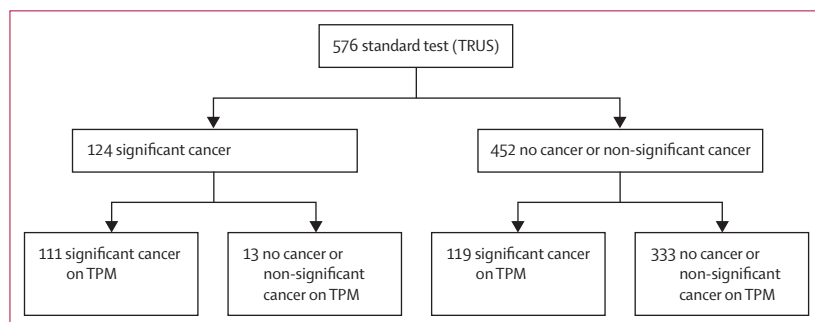 576 standard test (TRUS)
124 significant cancer
452 no cancer or non-significant cancer
111 significant cancer
on TPM
13 no cancer or
non-significant
cancer on TPM
119 significant cancer
on TPM
333 no cancer or
non-significant
cancer on TPM